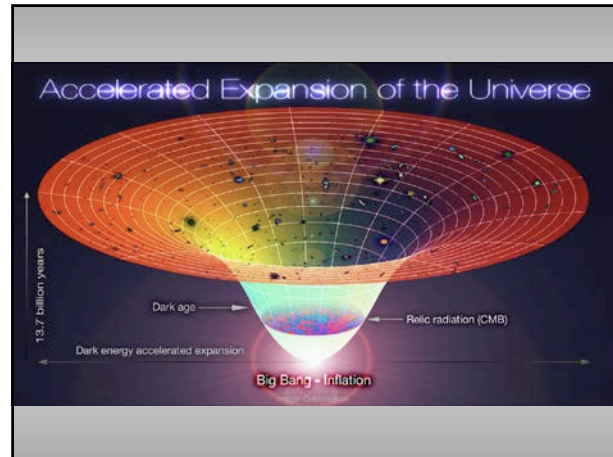 Accelerated Expansion of the Universe
13.7 billion years
Dark age
Relic radiation (CMB)
Dark energy accelerated expansion
Big Bang - Inflation